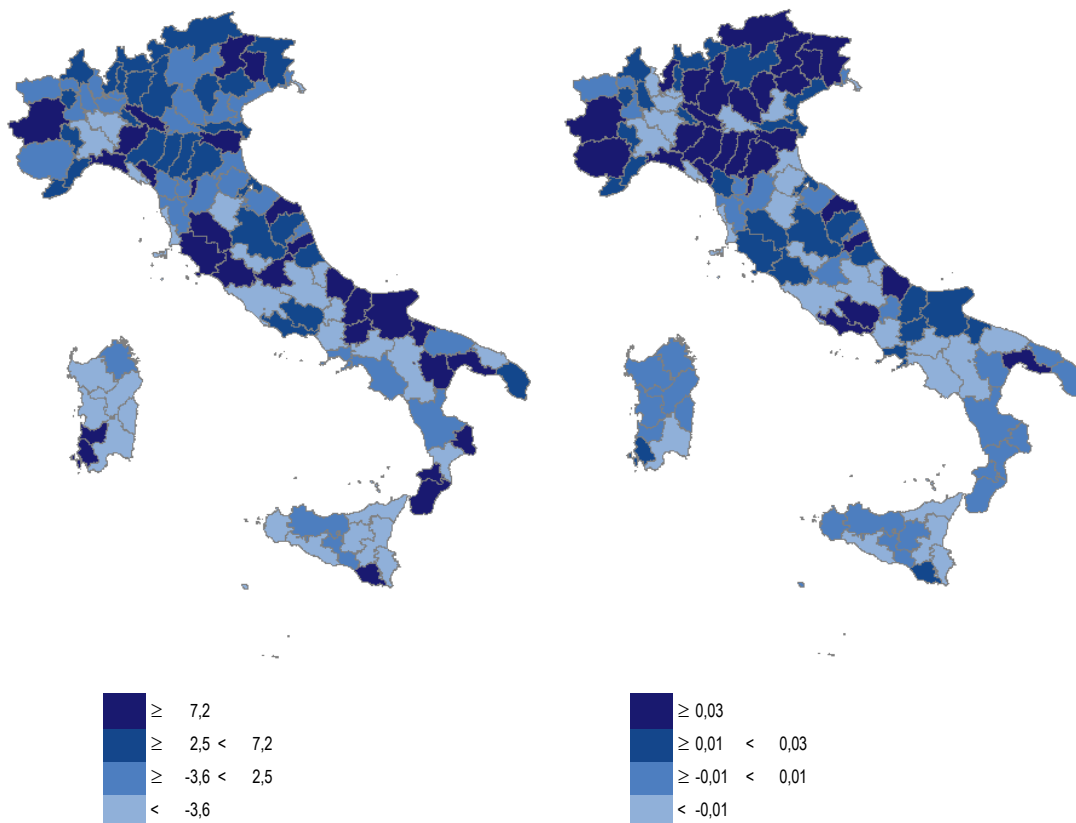 ≥ 7,2
≥ 2,5 < 7,2
≥ -3,6 < 2,5
< -3,6
≥ 0,03
≥ 0,01 < 0,03
≥ -0,01 < 0,01
< -0,01